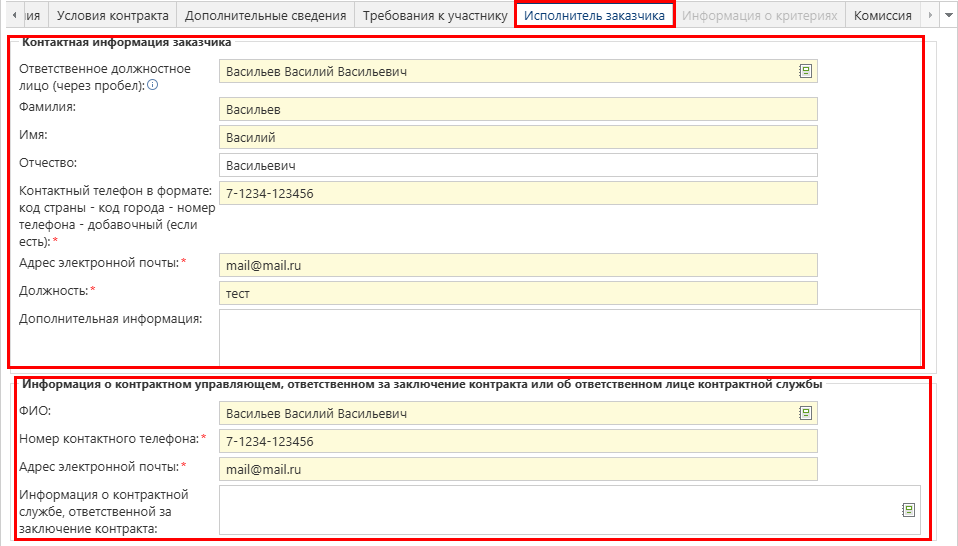 ия Условия контракта Дополнительные сведения Требования к участнику Исполнитель заказчика Информация о критериях Комиссия
Контактная информация заказчика
Ответственное должностное Васильев Василий Васильевич
лицо (через пробел):
Фамилия: Васильев
Имя: Василий
Отчество: Васильевич
Контактный телефон в формате: 7-1234-123456
код страны - код города - номер
телефона - добавочный (если
есть):*
Адрес электронной почты:* mail@mail.ru
Должность:* тест
Дополнительная информация:
Информация о контрактном управляющем, ответственном за заключение контракта или об ответственном лице контрактной службы
ФИО: Васильев Василий Васильевич
Номер контактного телефона:* 7-1234-123456
Адрес электронной почты:* mail@mail.ru
Информация о контрактной
службе, ответственной за
заключение контракта: